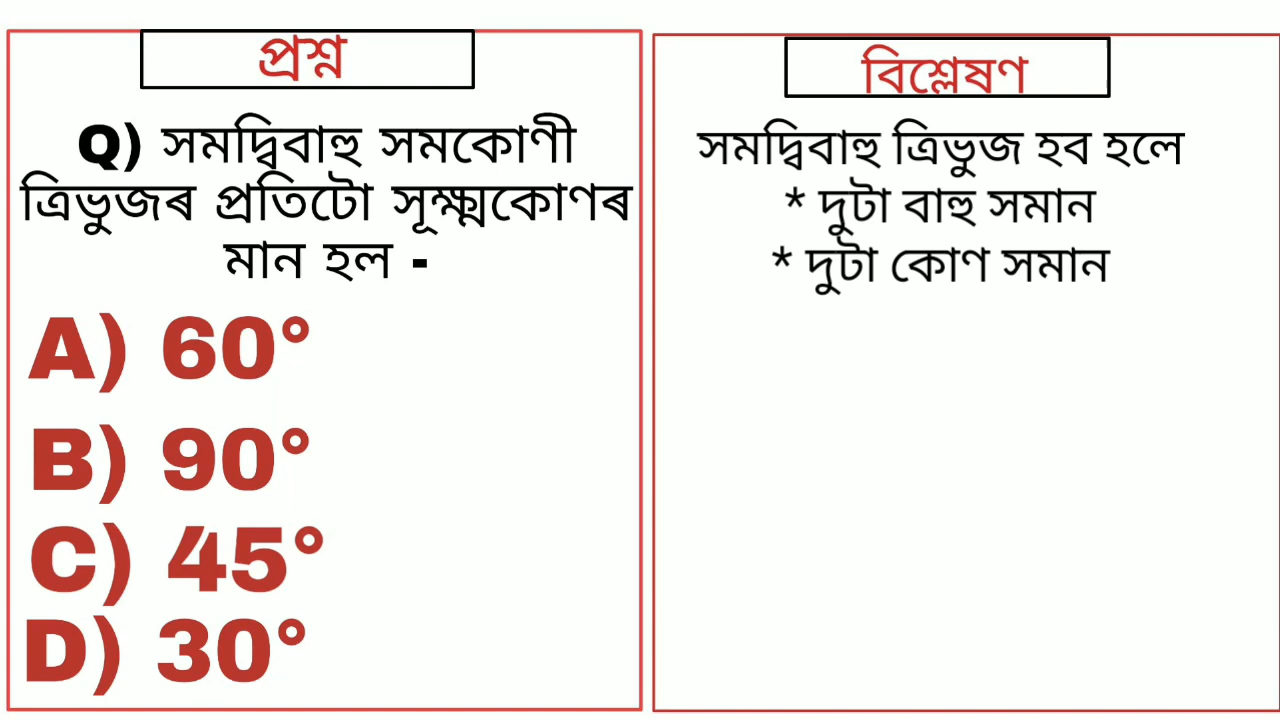 প্ৰশ্ন
Q) সমদ্বিবাহু সমকোণী
ত্ৰিভুজৰ প্ৰতিটো সূক্ষ্মকোণৰ
মান হল -
A) 60°
B) 90°
C) 45°
D) 30°
বিশ্লেষণ
সমদ্বিবাহু ত্ৰিভুজ হব হলে
* দুটা বাহু সমান
* দুটা কোণ সমান